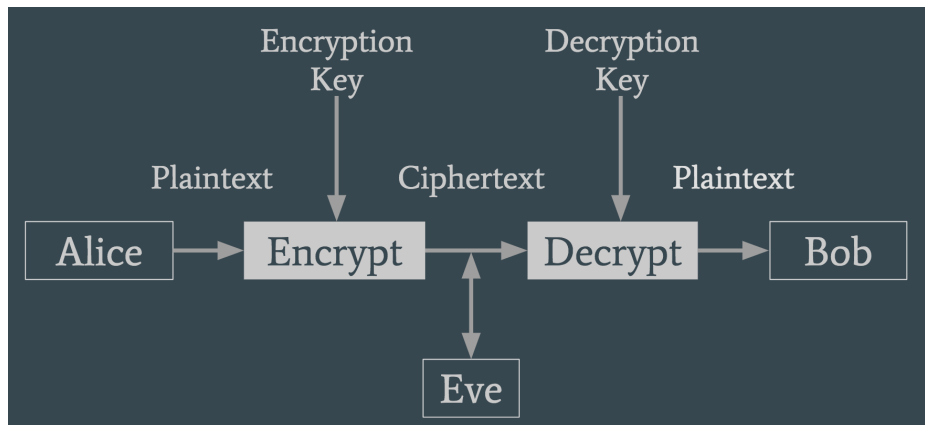 Encryption
Key
Decryption
Key
Plaintext
Ciphertext
Plaintext
Alice
Encrypt
Decrypt
Bob
Eve